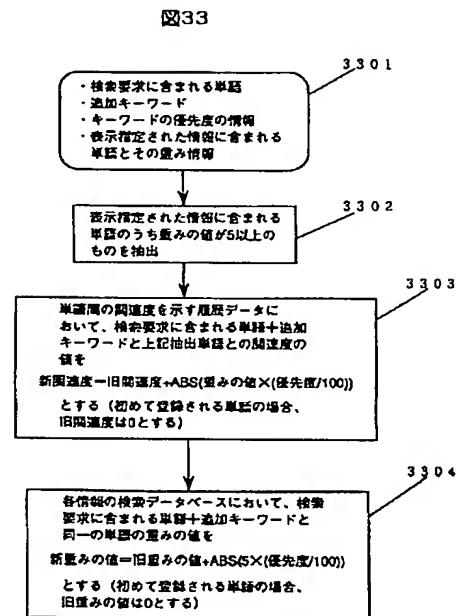 図33
3301
・検索要求に含まれる単語
・追加キーワード
・キーワードの優先度の情報
・表示指定された情報に含まれる
単語とその重み情報
3302
表示指定された情報に含まれる
単語のうち重みの値が5以上の
ものを抽出
3303
単語間の関連度を示す履歴データに
おいて、検索要求に含まれる単語+追加
キーワードと上記抽出単語との関連度の
値を
新関連度=旧関連度+ABS(重みの値×(優先度/100))
とする(初めて登録される単語の場合、
旧関連度は0とする)
3304
各情報の検索データベースにおいて、検索
要求に含まれる単語+追加キーワードと
同一の単語の重みの値を
新重みの値=旧重みの値+ABS(5×(優先度/100))
とする(初めて登録される単語の場合、
旧重みの値は0とする)